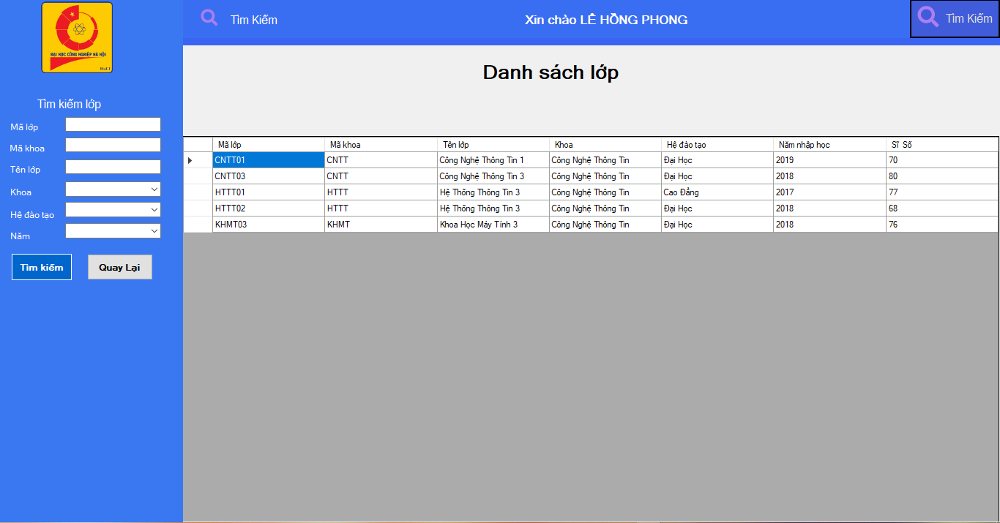 ĐẠI HỌC CÔNG NGHIỆP HÀ NỘI
HaUI
Tìm kiếm lớp
Mã lớp
Mã khoa
Tên lớp
Khoa
Hệ đào tạo
Năm
Tìm kiếm Quay Lại
Tìm Kiếm Xin chào LÊ HỒNG PHONG Tìm Kiếm
Danh sách lớp
Mã lớp Mã khoa Tên lớp Khoa Hệ đào tạo Năm nhập học Sĩ Số
CNTT01 CNTT Công Nghệ Thông Tin 1 Công Nghệ Thông Tin Đại Học 2019 70
CNTT03 CNTT Công Nghệ Thông Tin 3 Công Nghệ Thông Tin Đại Học 2018 80
HTTT01 HTTT Hệ Thống Thông Tin 3 Công Nghệ Thông Tin Cao Đẳng 2017 77
HTTT02 HTTT Hệ Thống Thông Tin 3 Công Nghệ Thông Tin Đại Học 2018 68
KHMT03 KHMT Khoa Học Máy Tính 3 Công Nghệ Thông Tin Đại Học 2018 76